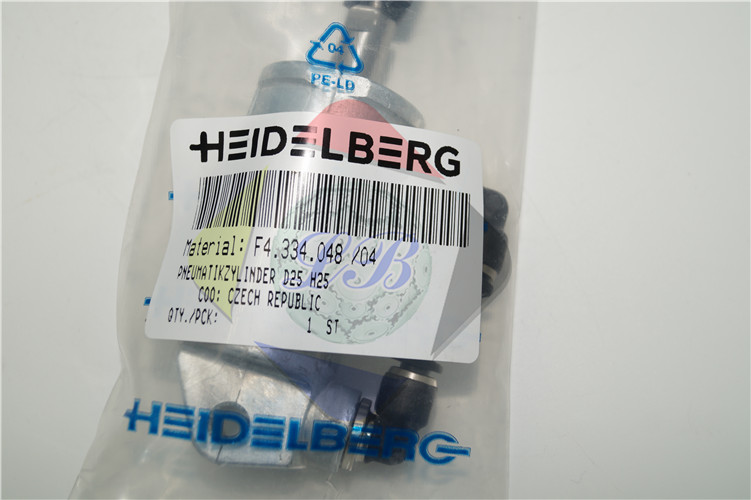 04
PE-LD
HEIDELBERG
Material: F4.334.048 /04
PNEUMATIKZYLINDER D25 H25
COO: CZECH REPUBLIC
QTY./PCK: 1 ST
LB
HEIDELBERG